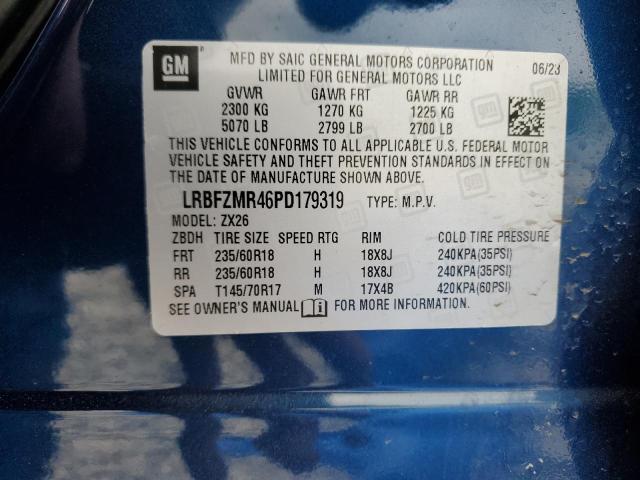 GM
MFD BY SAIC GENERAL MOTORS CORPORATION 06/23
LIMITED FOR GENERAL MOTORS LLC
GVWR GAWR FRT GAWR RR
2300 KG 1270 KG 1225 KG
5070 LB 2799 LB 2700 LB
THIS VEHICLE CONFORMS TO ALL APPLICABLE U.S. FEDERAL MOTOR
VEHICLE SAFETY AND THEFT PREVENTION STANDARDS IN EFFECT ON
THE DATE OF MANUFACTURE SHOWN ABOVE.
LRBFZMR46PD179319 TYPE: M.P.V.
MODEL: ZX26
ZBDH TIRE SIZE SPEED RTG RIM COLD TIRE PRESSURE
FRT 235/60R18 H 18X8J 240KPA(35PSI)
RR 235/60R18 H 18X8J 240KPA(35PSI)
SPA T145/70R17 M 17X4B 420KPA(60PSI)
SEE OWNER'S MANUAL FOR MORE INFORMATION